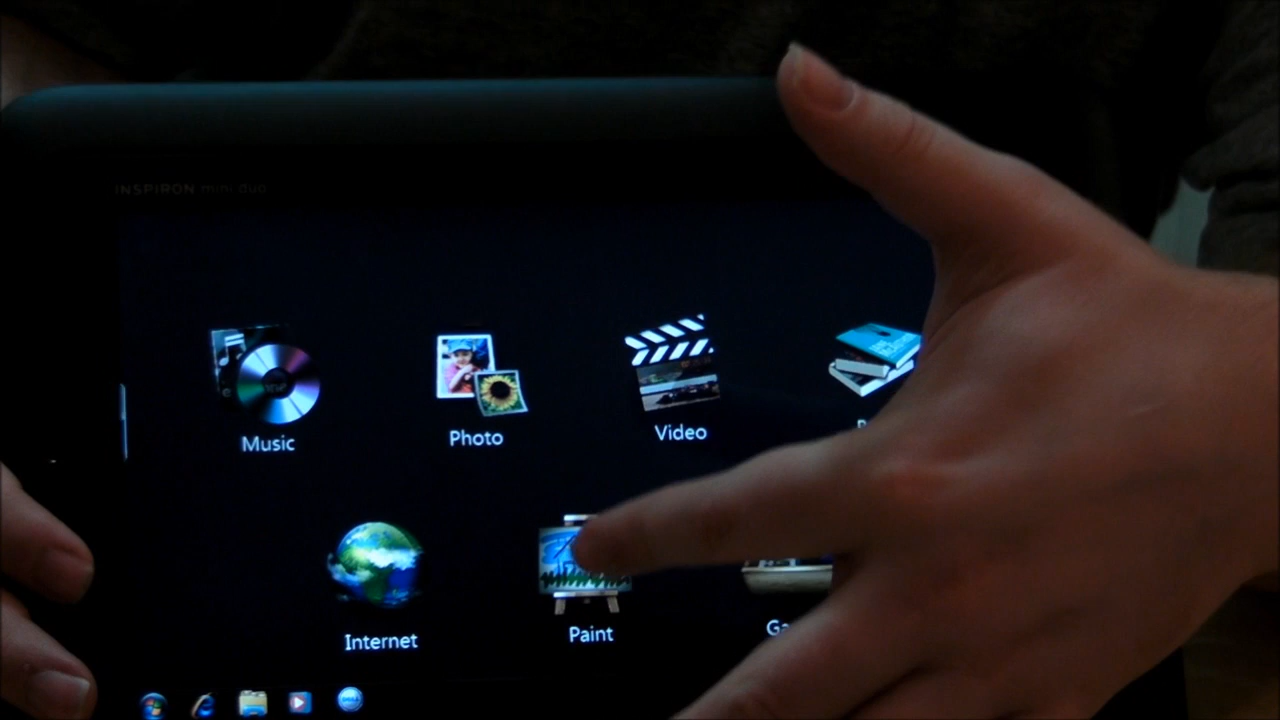 INSPIRON mini duo
Music
Photo
Video
Internet
Paint